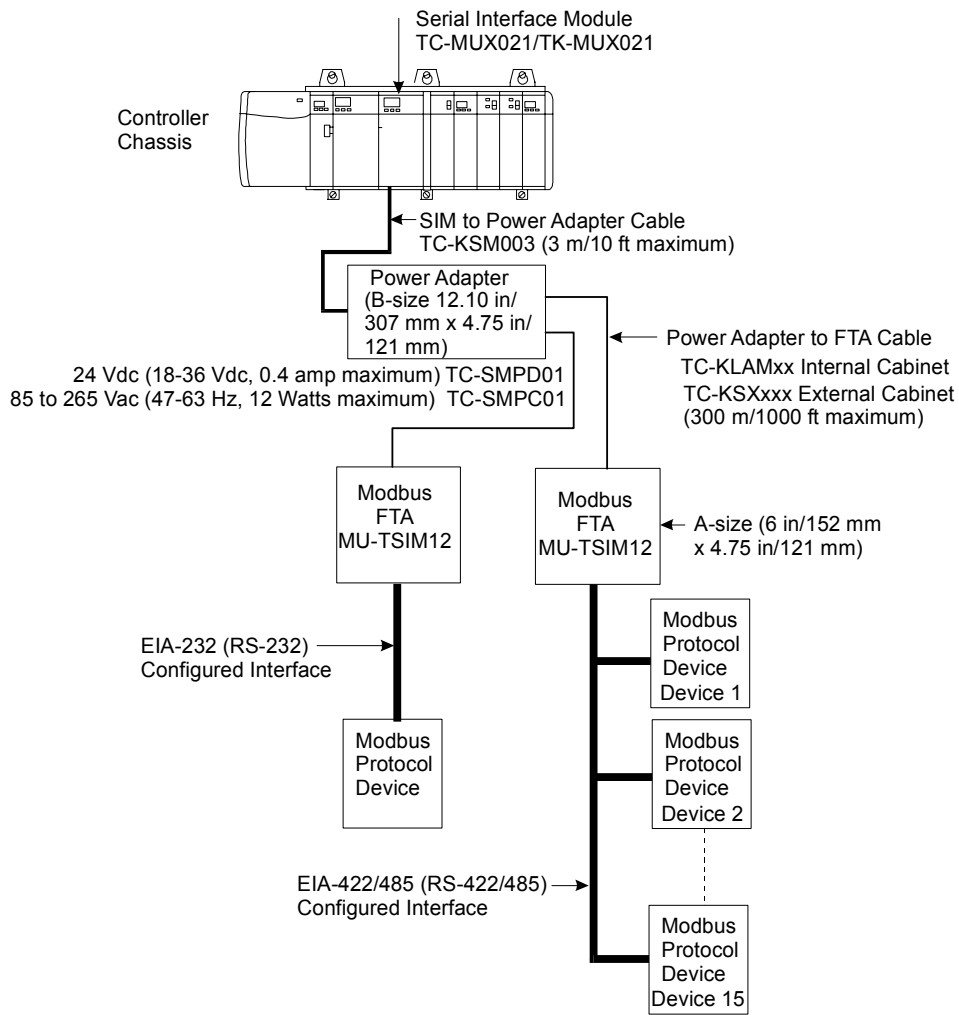 Serial Interface Module
TC-MUX021/TK-MUX021
Controller
Chassis
SIM to Power Adapter Cable
TC-KSM003 (3 m/10 ft maximum)
Power Adapter
(B-size 12.10 in/
307 mm x 4.75 in/
121 mm)
Power Adapter to FTA Cable
TC-KLAMxx Internal Cabinet
TC-KSXxxx External Cabinet
(300 m/1000 ft maximum)
24 Vdc (18-36 Vdc, 0.4 amp maximum) TC-SMPD01
85 to 265 Vac (47-63 Hz, 12 Watts maximum) TC-SMPC01
Modbus
FTA
MU-TSIM12
Modbus
FTA
MU-TSIM12
A-size (6 in/152 mm
x 4.75 in/121 mm)
EIA-232 (RS-232)
Configured Interface
Modbus
Protocol
Device
Device 1
Modbus
Protocol
Device
Modbus
Protocol
Device
Device 2
EIA-422/485 (RS-422/485)
Configured Interface
Modbus
Protocol
Device
Device 15